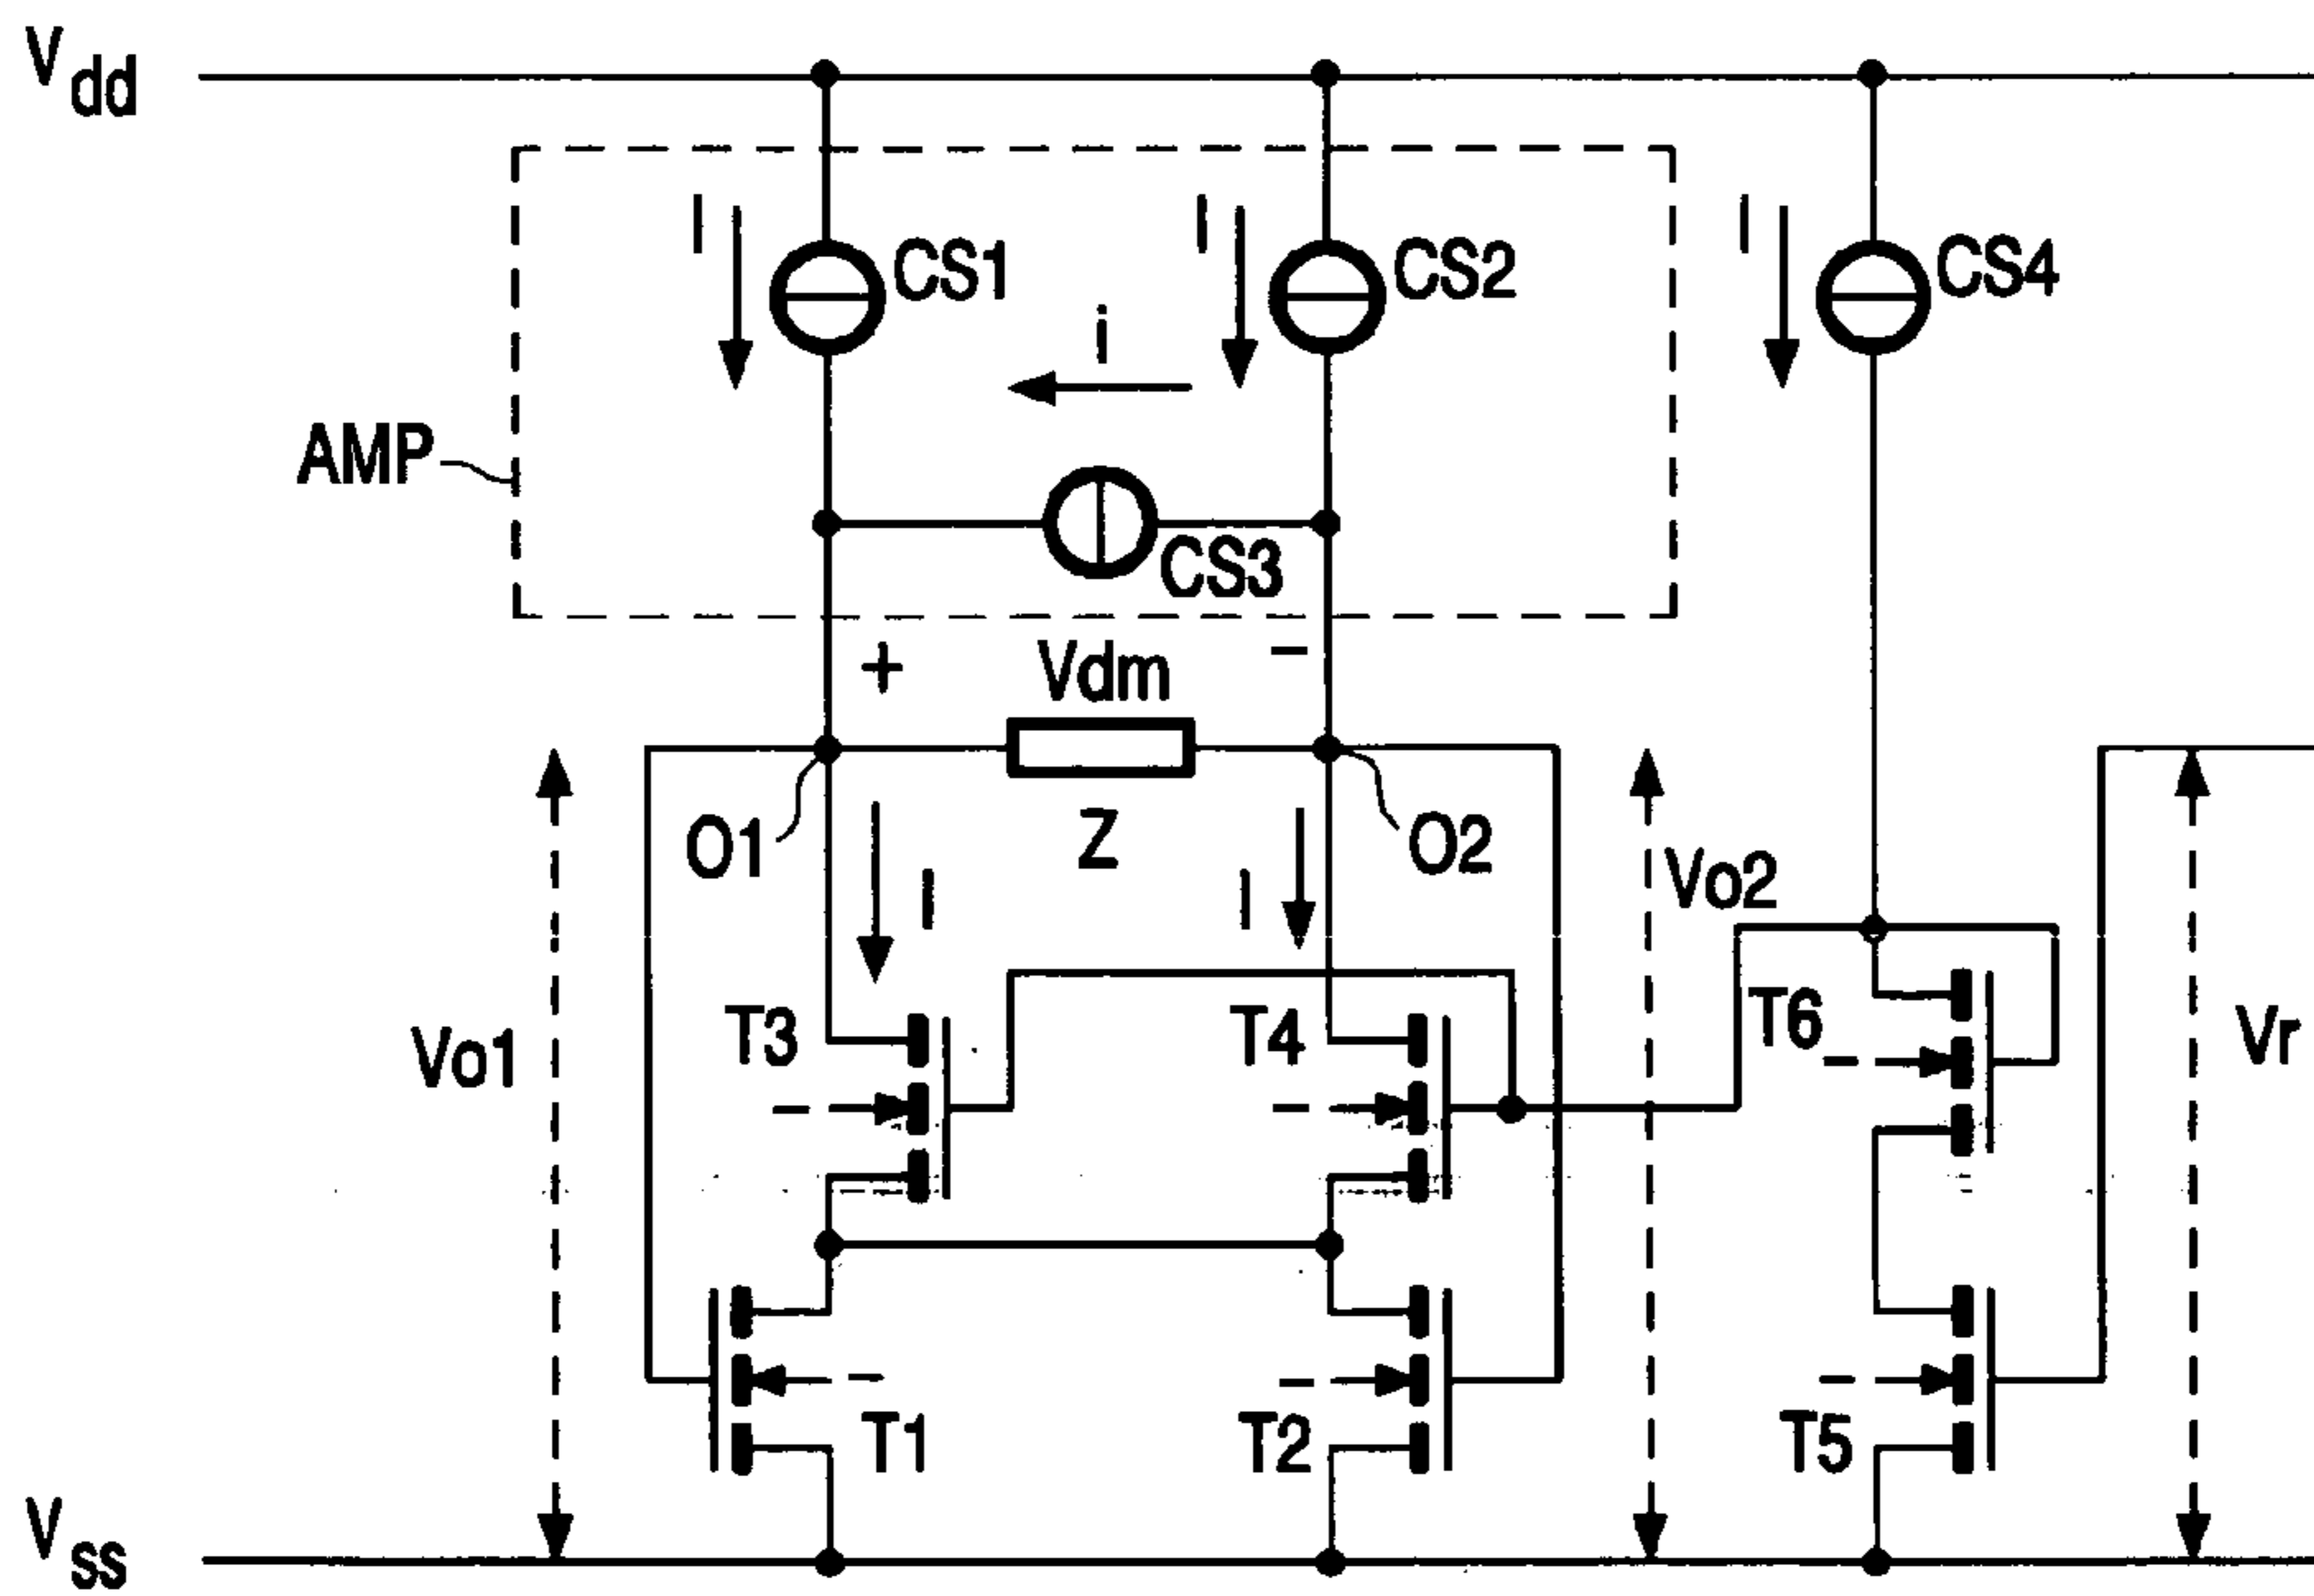 Vdd
I
CS1
I
CS2
I
CS4
i
AMP
CS3
+
Vdm
−
O1
Z
O2
I
I
Vo2
Vo1
T3
T4
T6
Vr
−
−
−
−
−
−
T1
T2
T5
Vss